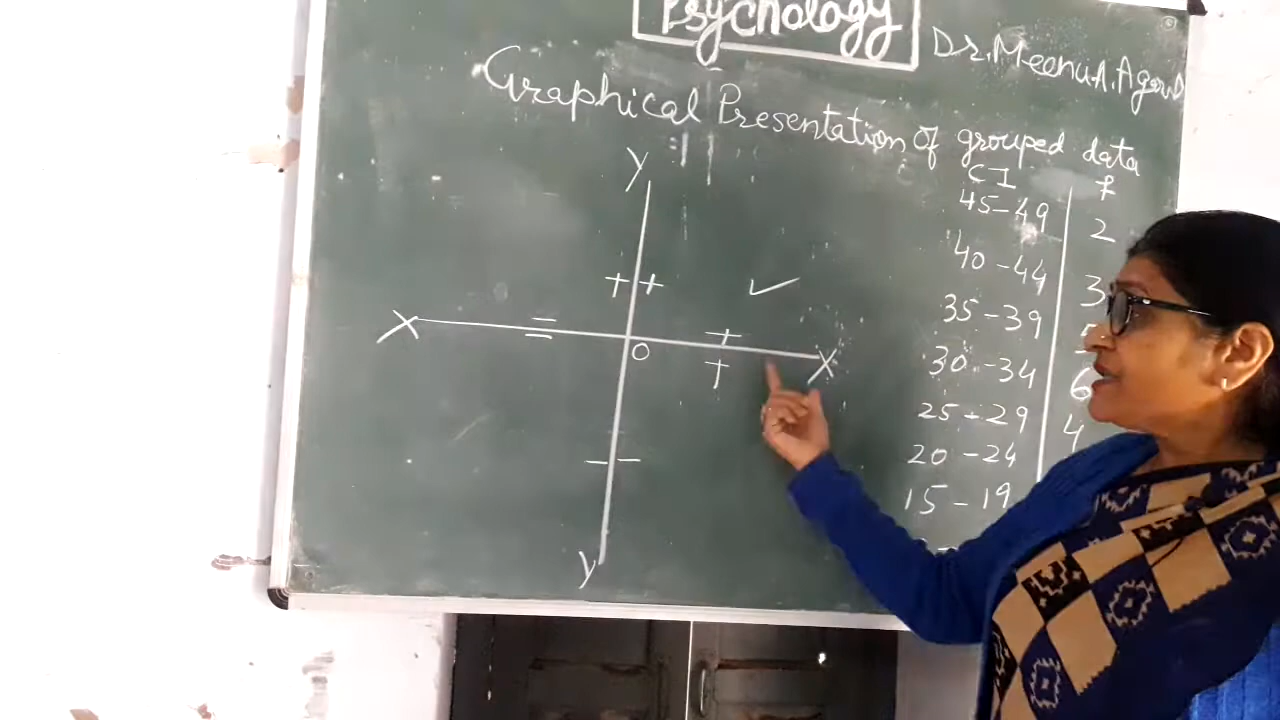 Psychology
Dr. Meenu A. Agarwal
Graphical Presentation Of grouped data
C I f
45-49 2
40-44 3
35-39
30-34 6
25-29 4
20-24
15-19
y
+ +
X = + X
O +
- -
y